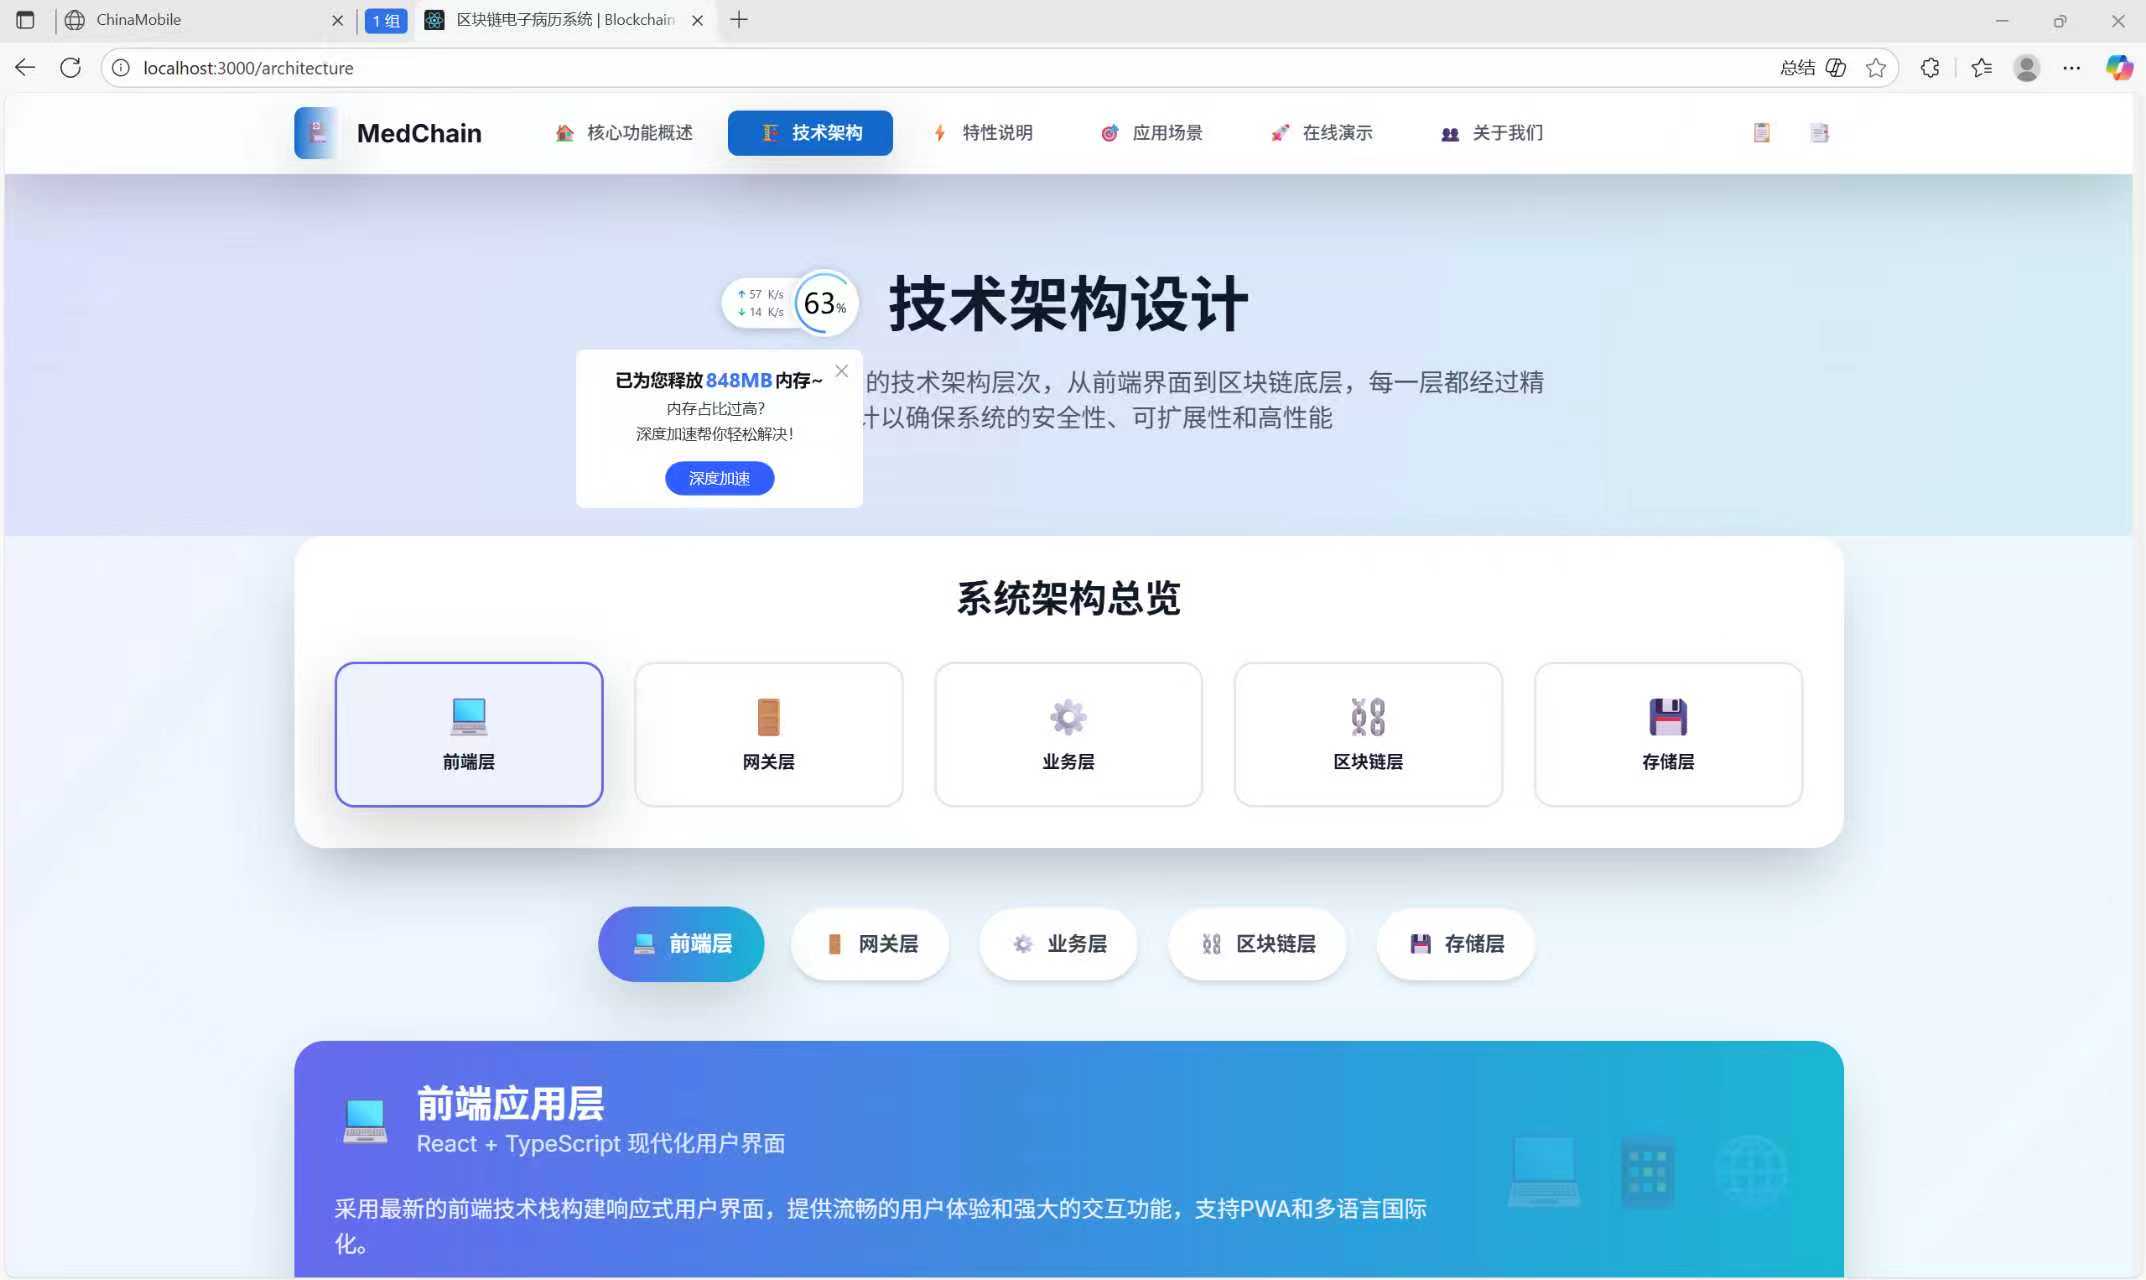 ChinaMobile
1 组
区块链电子病历系统 | Blockchain
localhost:3000/architecture
总结
MedChain
核心功能概述
技术架构
特性说明
应用场景
在线演示
关于我们
技术架构设计
57 K/s
14 K/s
63%
的技术架构层次，从前端界面到区块链底层，每一层都经过精
计以确保系统的安全性、可扩展性和高性能
已为您释放848MB内存~
内存占比过高？
深度加速帮你轻松解决！
深度加速
系统架构总览
前端层
网关层
业务层
区块链层
存储层
前端层
网关层
业务层
区块链层
存储层
前端应用层
React + TypeScript 现代化用户界面
采用最新的前端技术栈构建响应式用户界面，提供流畅的用户体验和强大的交互功能，支持PWA和多语言国际
化。